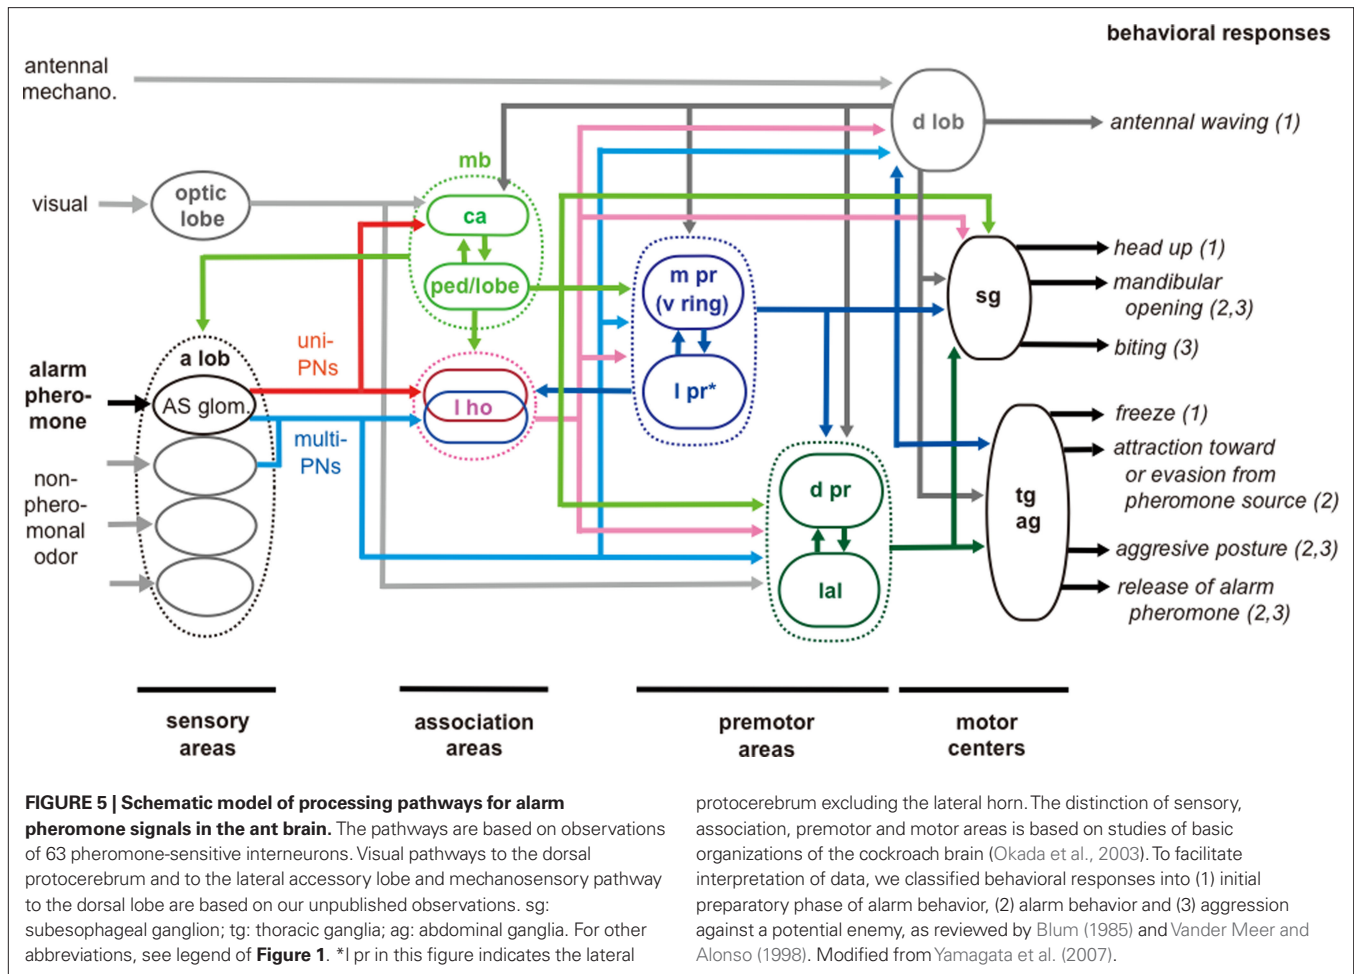 behavioral responses
antennal
mechano.
d lob
antennal waving (1)
mb
visual
optic
lobe
ca
ped/lobe
m pr
(v ring)
l pr*
sg
head up (1)
mandibular
opening (2,3)
biting (3)
a lob
uni-
PNs
alarm
phero-
mone
AS glom.
l ho
multi-
PNs
non-
phero-
monal
odor
d pr
lal
tg
ag
freeze (1)
attraction toward
or evasion from
pheromone source (2)
aggresive posture (2,3)
release of alarm
pheromone (2,3)
sensory
areas
association
areas
premotor
areas
motor
centers
FIGURE 5 | Schematic model of processing pathways for alarm
pheromone signals in the ant brain. The pathways are based on observations
of 63 pheromone-sensitive interneurons. Visual pathways to the dorsal
protocerebrum and to the lateral accessory lobe and mechanosensory pathway
to the dorsal lobe are based on our unpublished observations. sg:
subesophageal ganglion; tg: thoracic ganglia; ag: abdominal ganglia. For other
abbreviations, see legend of Figure 1. *l pr in this figure indicates the lateral
protocerebrum excluding the lateral horn. The distinction of sensory,
association, premotor and motor areas is based on studies of basic
organizations of the cockroach brain (Okada et al., 2003). To facilitate
interpretation of data, we classified behavioral responses into (1) initial
preparatory phase of alarm behavior, (2) alarm behavior and (3) aggression
against a potential enemy, as reviewed by Blum (1985) and Vander Meer and
Alonso (1998). Modified from Yamagata et al. (2007).